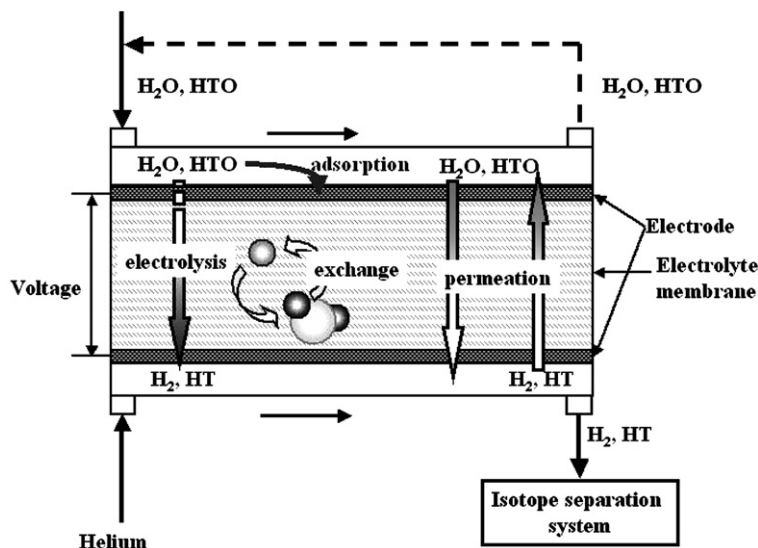 H₂O, HTO
H₂O, HTO
H₂O, HTO
adsorption
H₂O, HTO
Electrode
electrolysis
exchange
permeation
Electrolyte
membrane
Voltage
H₂, HT
H₂, HT
H₂, HT
Isotope separation
system
Helium